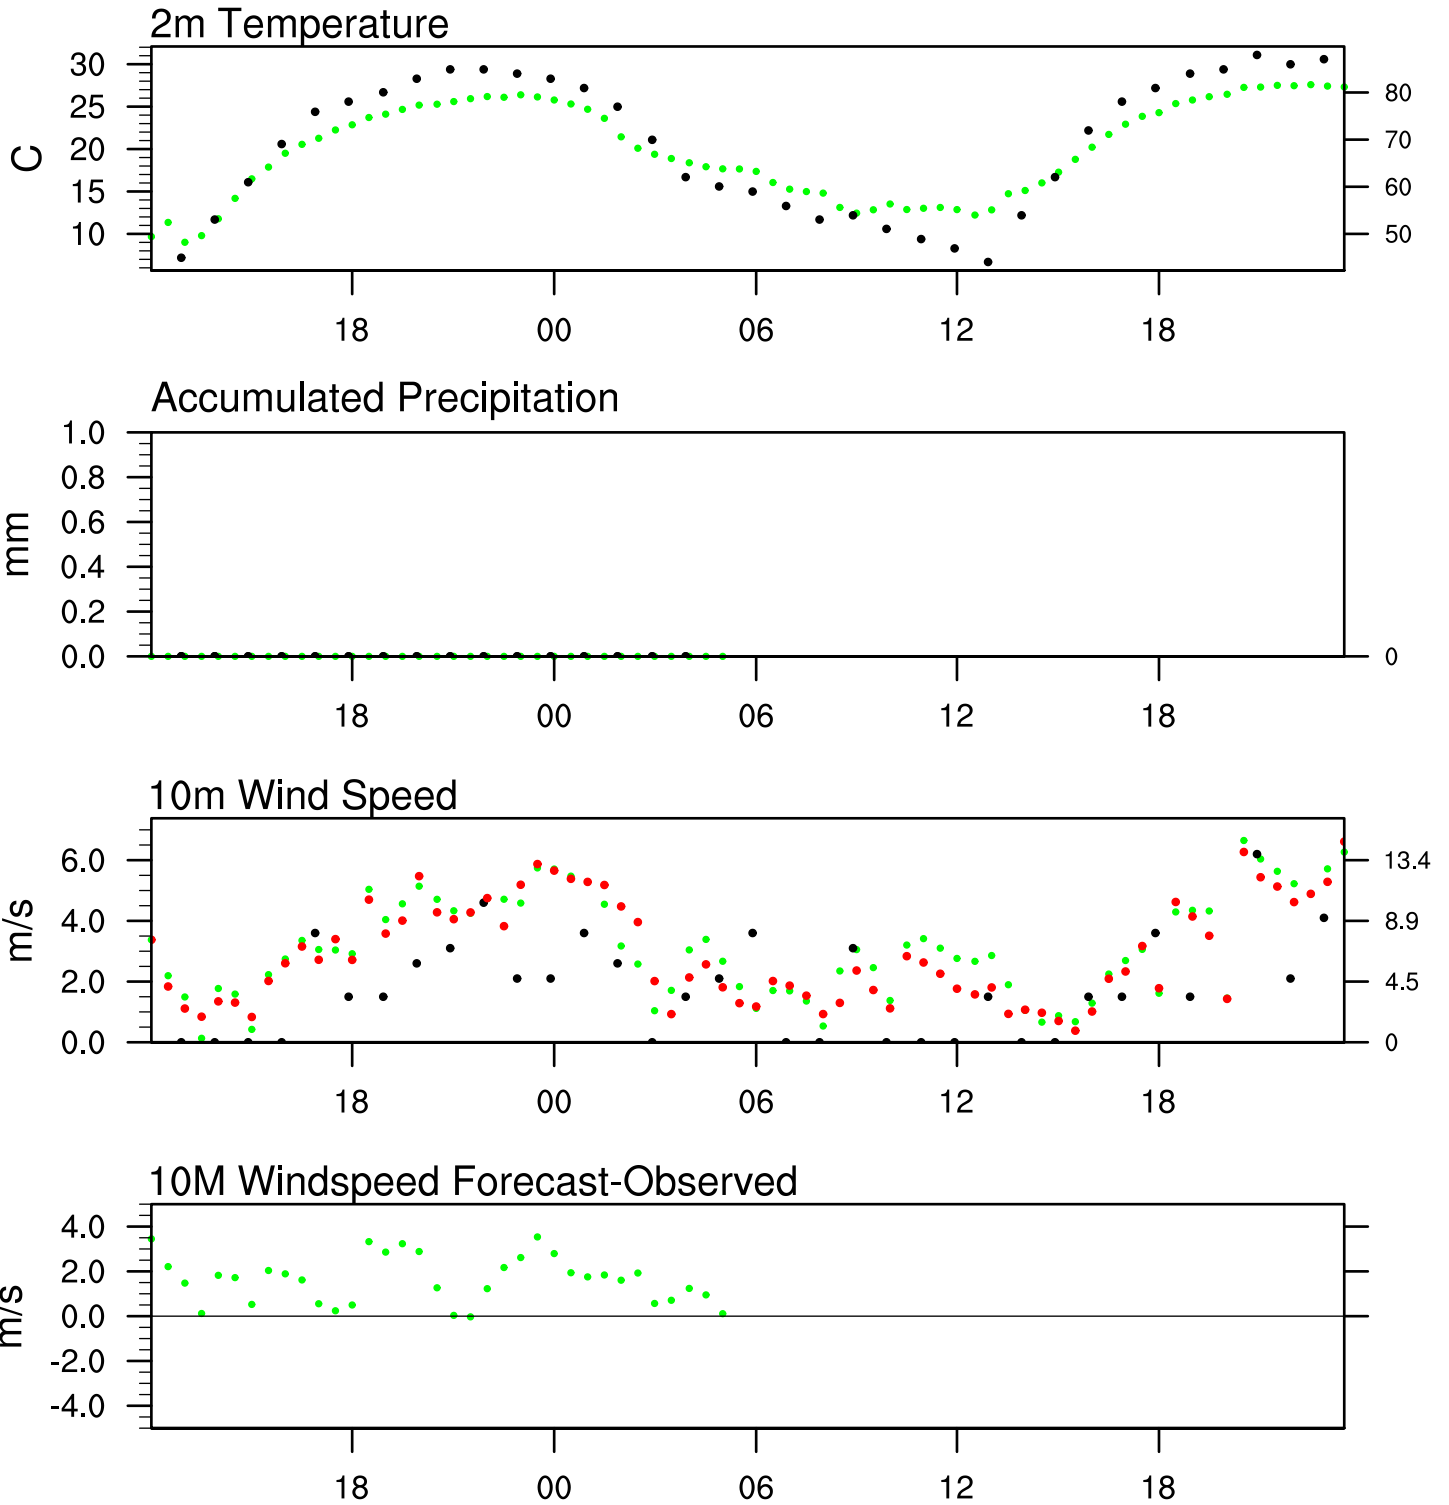 2m Temperature
30
25
20
15
10
C
80
70
60
50
18 00 06 12 18
Accumulated Precipitation
1.0
0.8
0.6
0.4
0.2
0.0
mm
0
18 00 06 12 18
10m Wind Speed
6.0
4.0
2.0
0.0
m/s
13.4
8.9
4.5
0
18 00 06 12 18
10M Windspeed Forecast-Observed
4.0
2.0
0.0
-2.0
-4.0
m/s
18 00 06 12 18